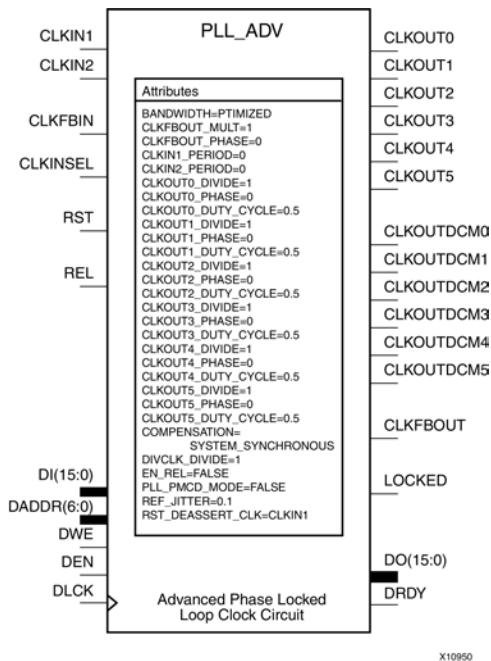 PLL_ADV
CLKIN1
CLKIN2
CLKFBIN
CLKINSEL
RST
REL
DI(15:0)
DADDR(6:0)
DWE
DEN
DLCK
Attributes
BANDWIDTH=PTIMIZED
CLKFBOUT_MULT=1
CLKFBOUT_PHASE=0
CLKIN1_PERIOD=0
CLKIN2_PERIOD=0
CLKOUT0_DIVIDE=1
CLKOUT0_PHASE=0
CLKOUT0_DUTY_CYCLE=0.5
CLKOUT1_DIVIDE=1
CLKOUT1_PHASE=0
CLKOUT1_DUTY_CYCLE=0.5
CLKOUT2_DIVIDE=1
CLKOUT2_PHASE=0
CLKOUT2_DUTY_CYCLE=0.5
CLKOUT3_DIVIDE=1
CLKOUT3_PHASE=0
CLKOUT3_DUTY_CYCLE=0.5
CLKOUT4_DIVIDE=1
CLKOUT4_PHASE=0
CLKOUT4_DUTY_CYCLE=0.5
CLKOUT5_DIVIDE=1
CLKOUT5_PHASE=0
CLKOUT5_DUTY_CYCLE=0.5
COMPENSATION=
SYSTEM_SYNCHRONOUS
DIVCLK_DIVIDE=1
EN_REL=FALSE
PLL_PMCD_MODE=FALSE
REF_JITTER=0.1
RST_DEASSERT_CLK=CLKIN1
CLKOUT0
CLKOUT1
CLKOUT2
CLKOUT3
CLKOUT4
CLKOUT5
CLKOUTDCM0
CLKOUTDCM1
CLKOUTDCM2
CLKOUTDCM3
CLKOUTDCM4
CLKOUTDCM5
CLKFBOUT
LOCKED
DO(15:0)
DRDY
Advanced Phase Locked
Loop Clock Circuit
X10950